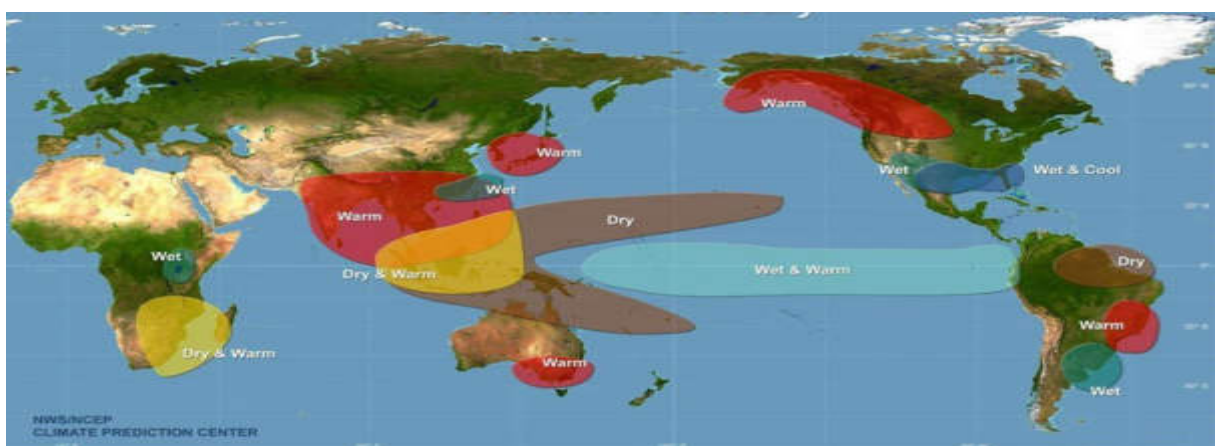 Warm
Warm
Wet
Wet & Cool
Wet
Warm
Dry
Wet
Dry & Warm
Wet & Warm
Dry
Warm
Dry & Warm
Warm
Wet
NWS/NCEP
CLIMATE PREDICTION CENTER